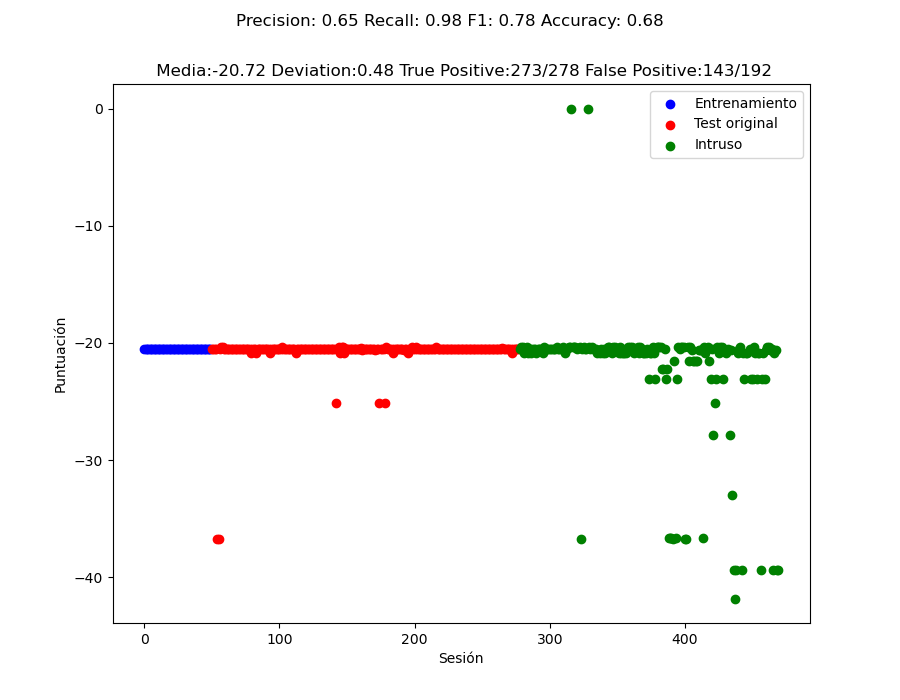 Precision: 0.65 Recall: 0.98 F1: 0.78 Accuracy: 0.68
Media:-20.72 Deviation:0.48 True Positive:273/278 False Positive:143/192
Entrenamiento
Test original
Intruso
0
−10
−20
−30
−40
Puntuación
0 100 200 300 400
Sesión